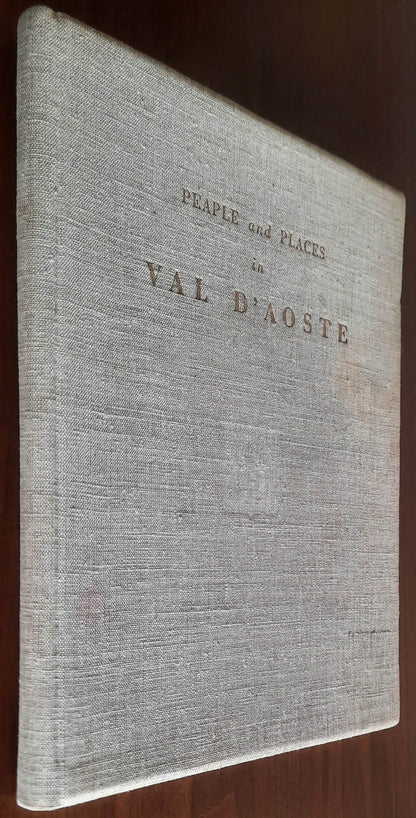 PEAPLE and PLACES
in
VAL D'AOSTE